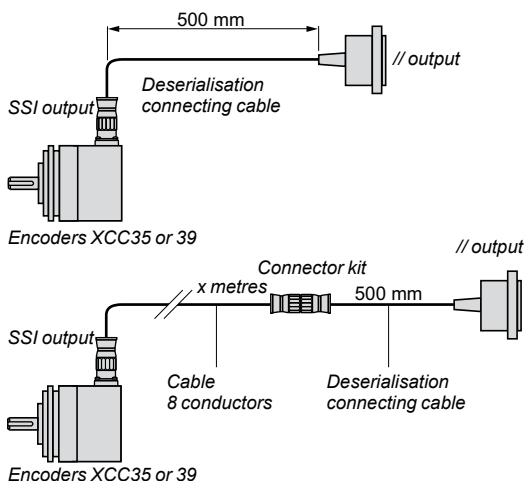 500 mm
// output
Deserialisation
connecting cable
SSI output
Encoders XCC35 or 39
// output
Connector kit
x metres
500 mm
SSI output
Cable
8 conductors
Deserialisation
connecting cable
Encoders XCC35 or 39